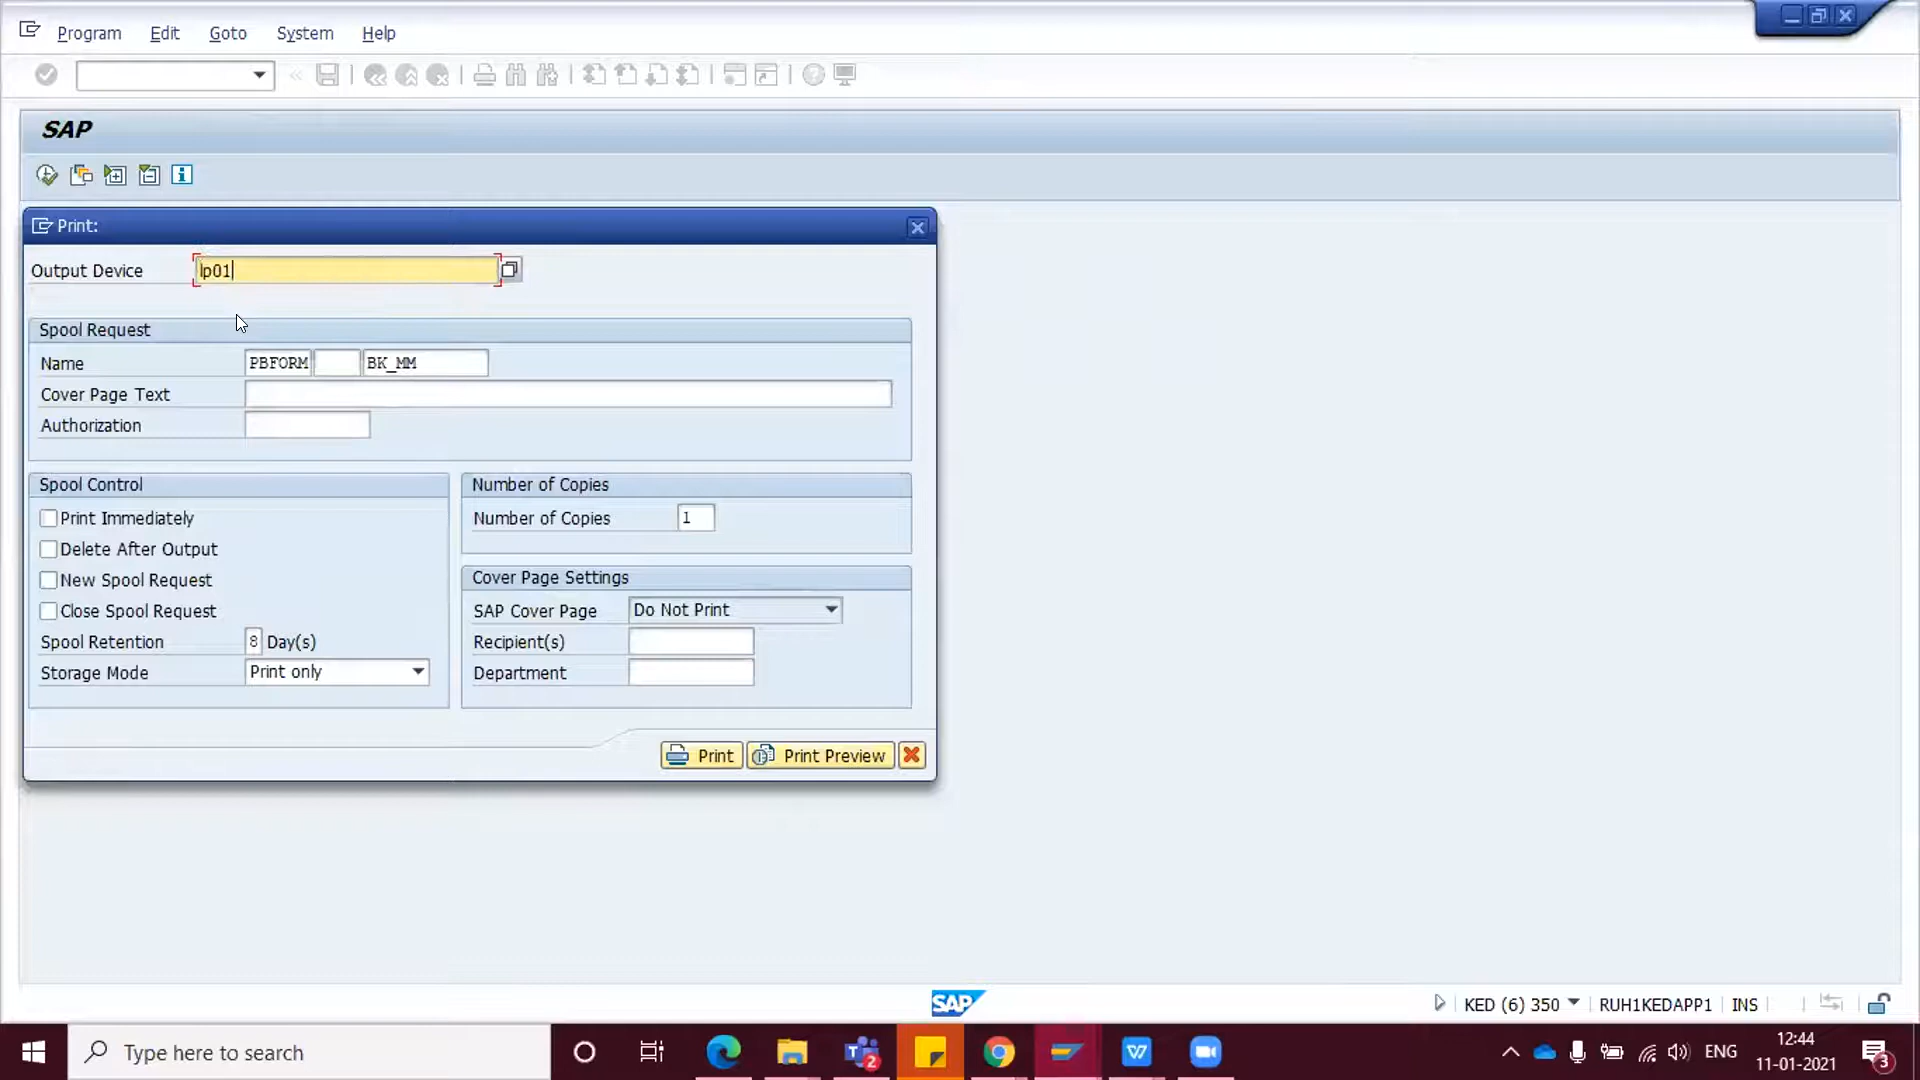 Program Edit Goto System Help
SAP
Print:
Output Device lp01
Spool Request
Name PBFORM BK_MM
Cover Page Text
Authorization
Spool Control
Print Immediately
Delete After Output
New Spool Request
Close Spool Request
Spool Retention 8 Day(s)
Storage Mode Print only
Number of Copies
Number of Copies 1
Cover Page Settings
SAP Cover Page Do Not Print
Recipient(s)
Department
Print Print Preview
SAP KED (6) 350 RUH1KEDAPP1 INS
Type here to search
2
W
ENG
12:44
11-01-2021
3